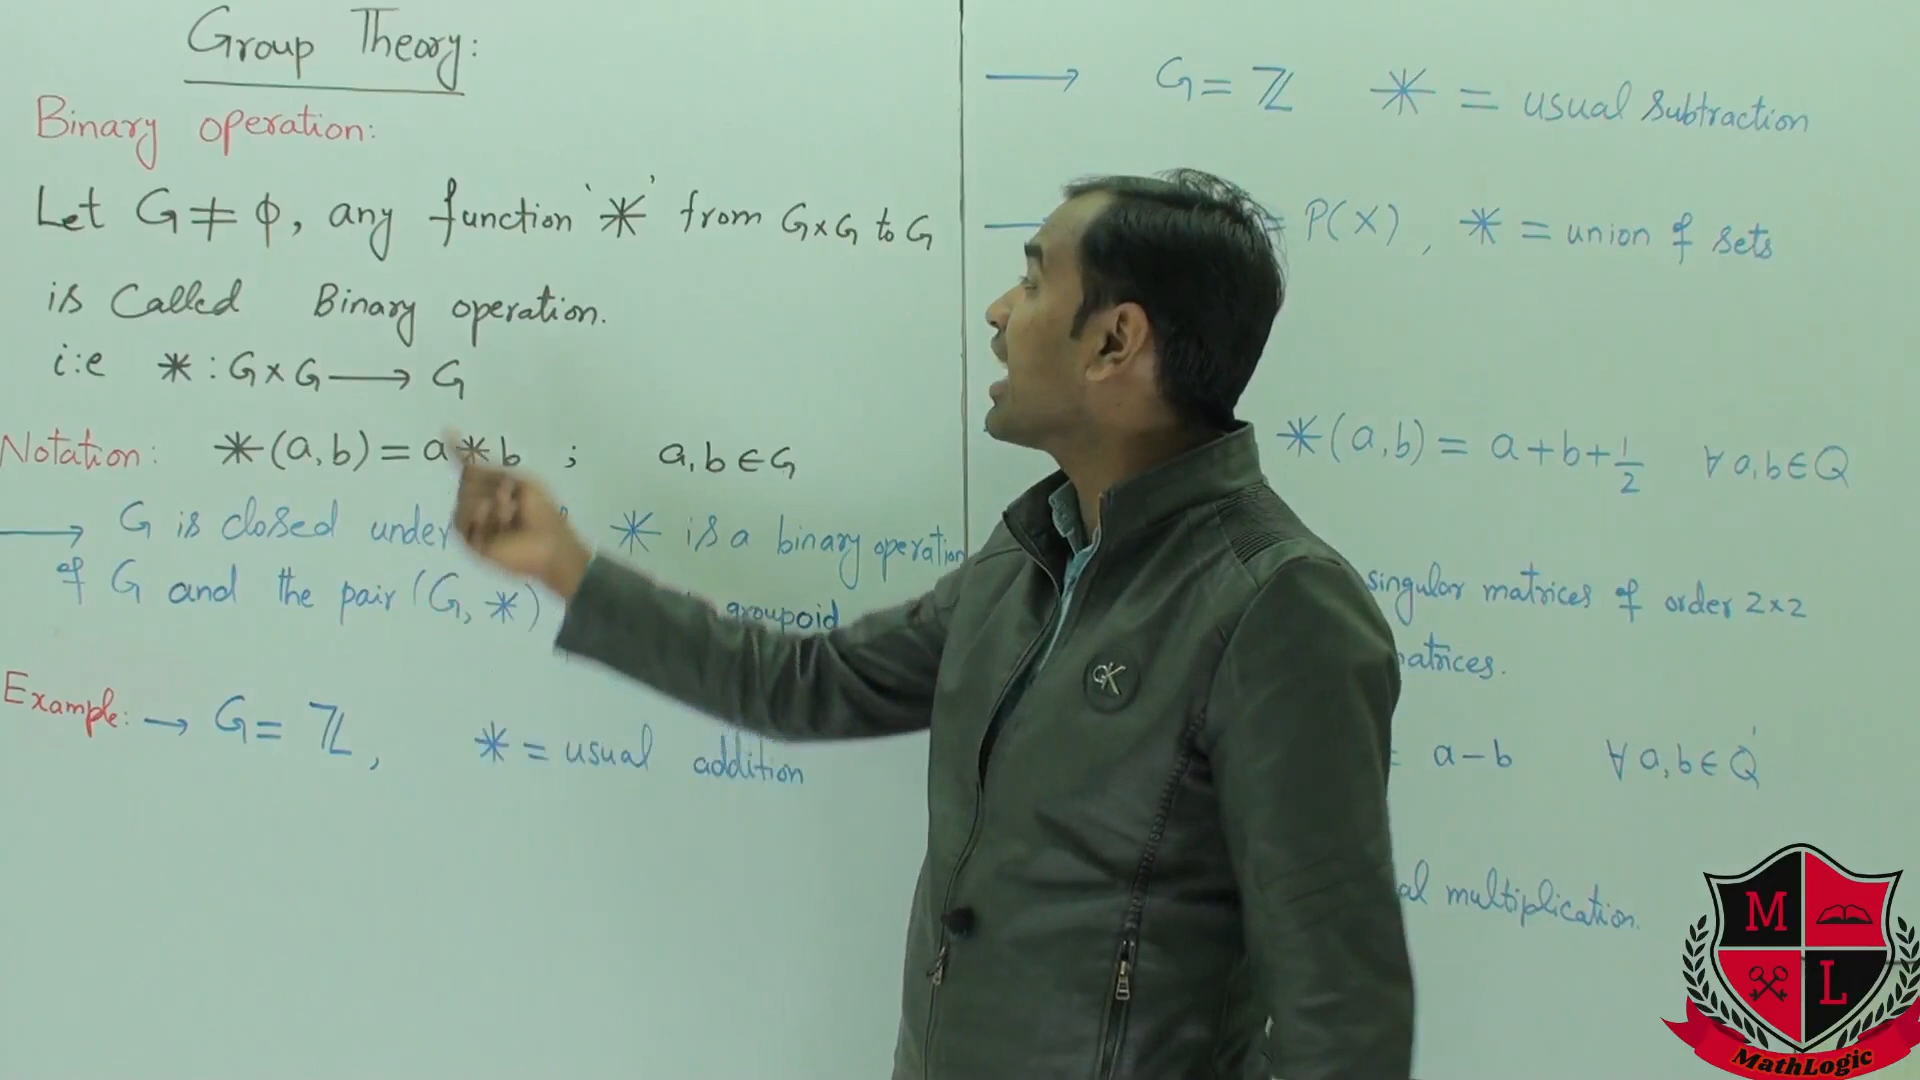 Group Theory:
Binary operation:
Let G ≠ ϕ, any function '*' from G×G to G
is Called Binary operation.
i:e * : G×G ⟶ G
Notation: *(a,b) = a*b ; a,b ∈ G
⟶ G is closed under * is a binary operation
of G and the pair (G, *) groupoid
Example: → G = ℤ, * = usual addition
⟶ G = ℤ * = usual subtraction
⟶ = P(X), * = union of sets
*(a,b) = a+b+1/2 ∀ a,b∈Q
singular matrices of order 2×2
atrices.
= a-b ∀ a,b∈Q'
al multiplication.
GK
M
L
MathLogic